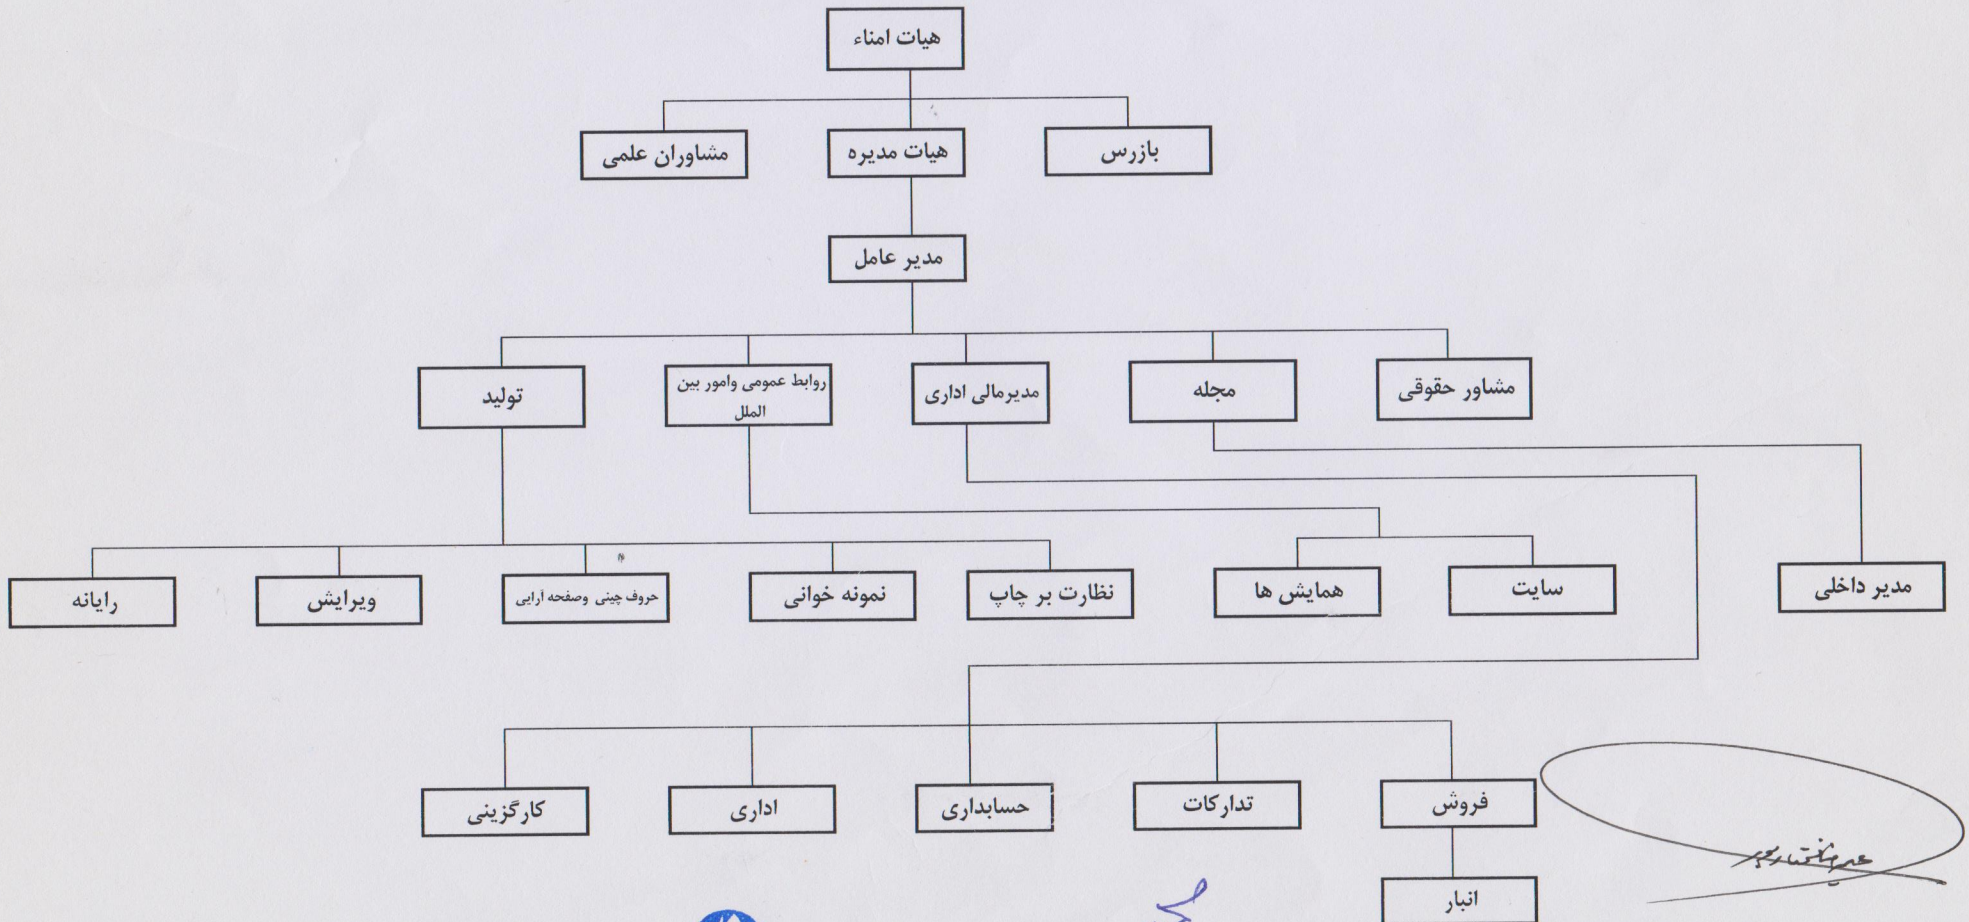 هیات امناء
بازرس
هیات مدیره
مشاوران علمی
مدیر عامل
مشاور حقوقی
مجله
مدیرمالی اداری
روابط عمومی وامور بین
الملل
تولید
مدیر داخلی
سایت
همایش ها
نظارت بر چاپ
نمونه خوانی
حروف چینی وصفحه آرایی
ویرایش
رایانه
فروش
تدارکات
حسابداری
اداری
کارگزینی
انبار